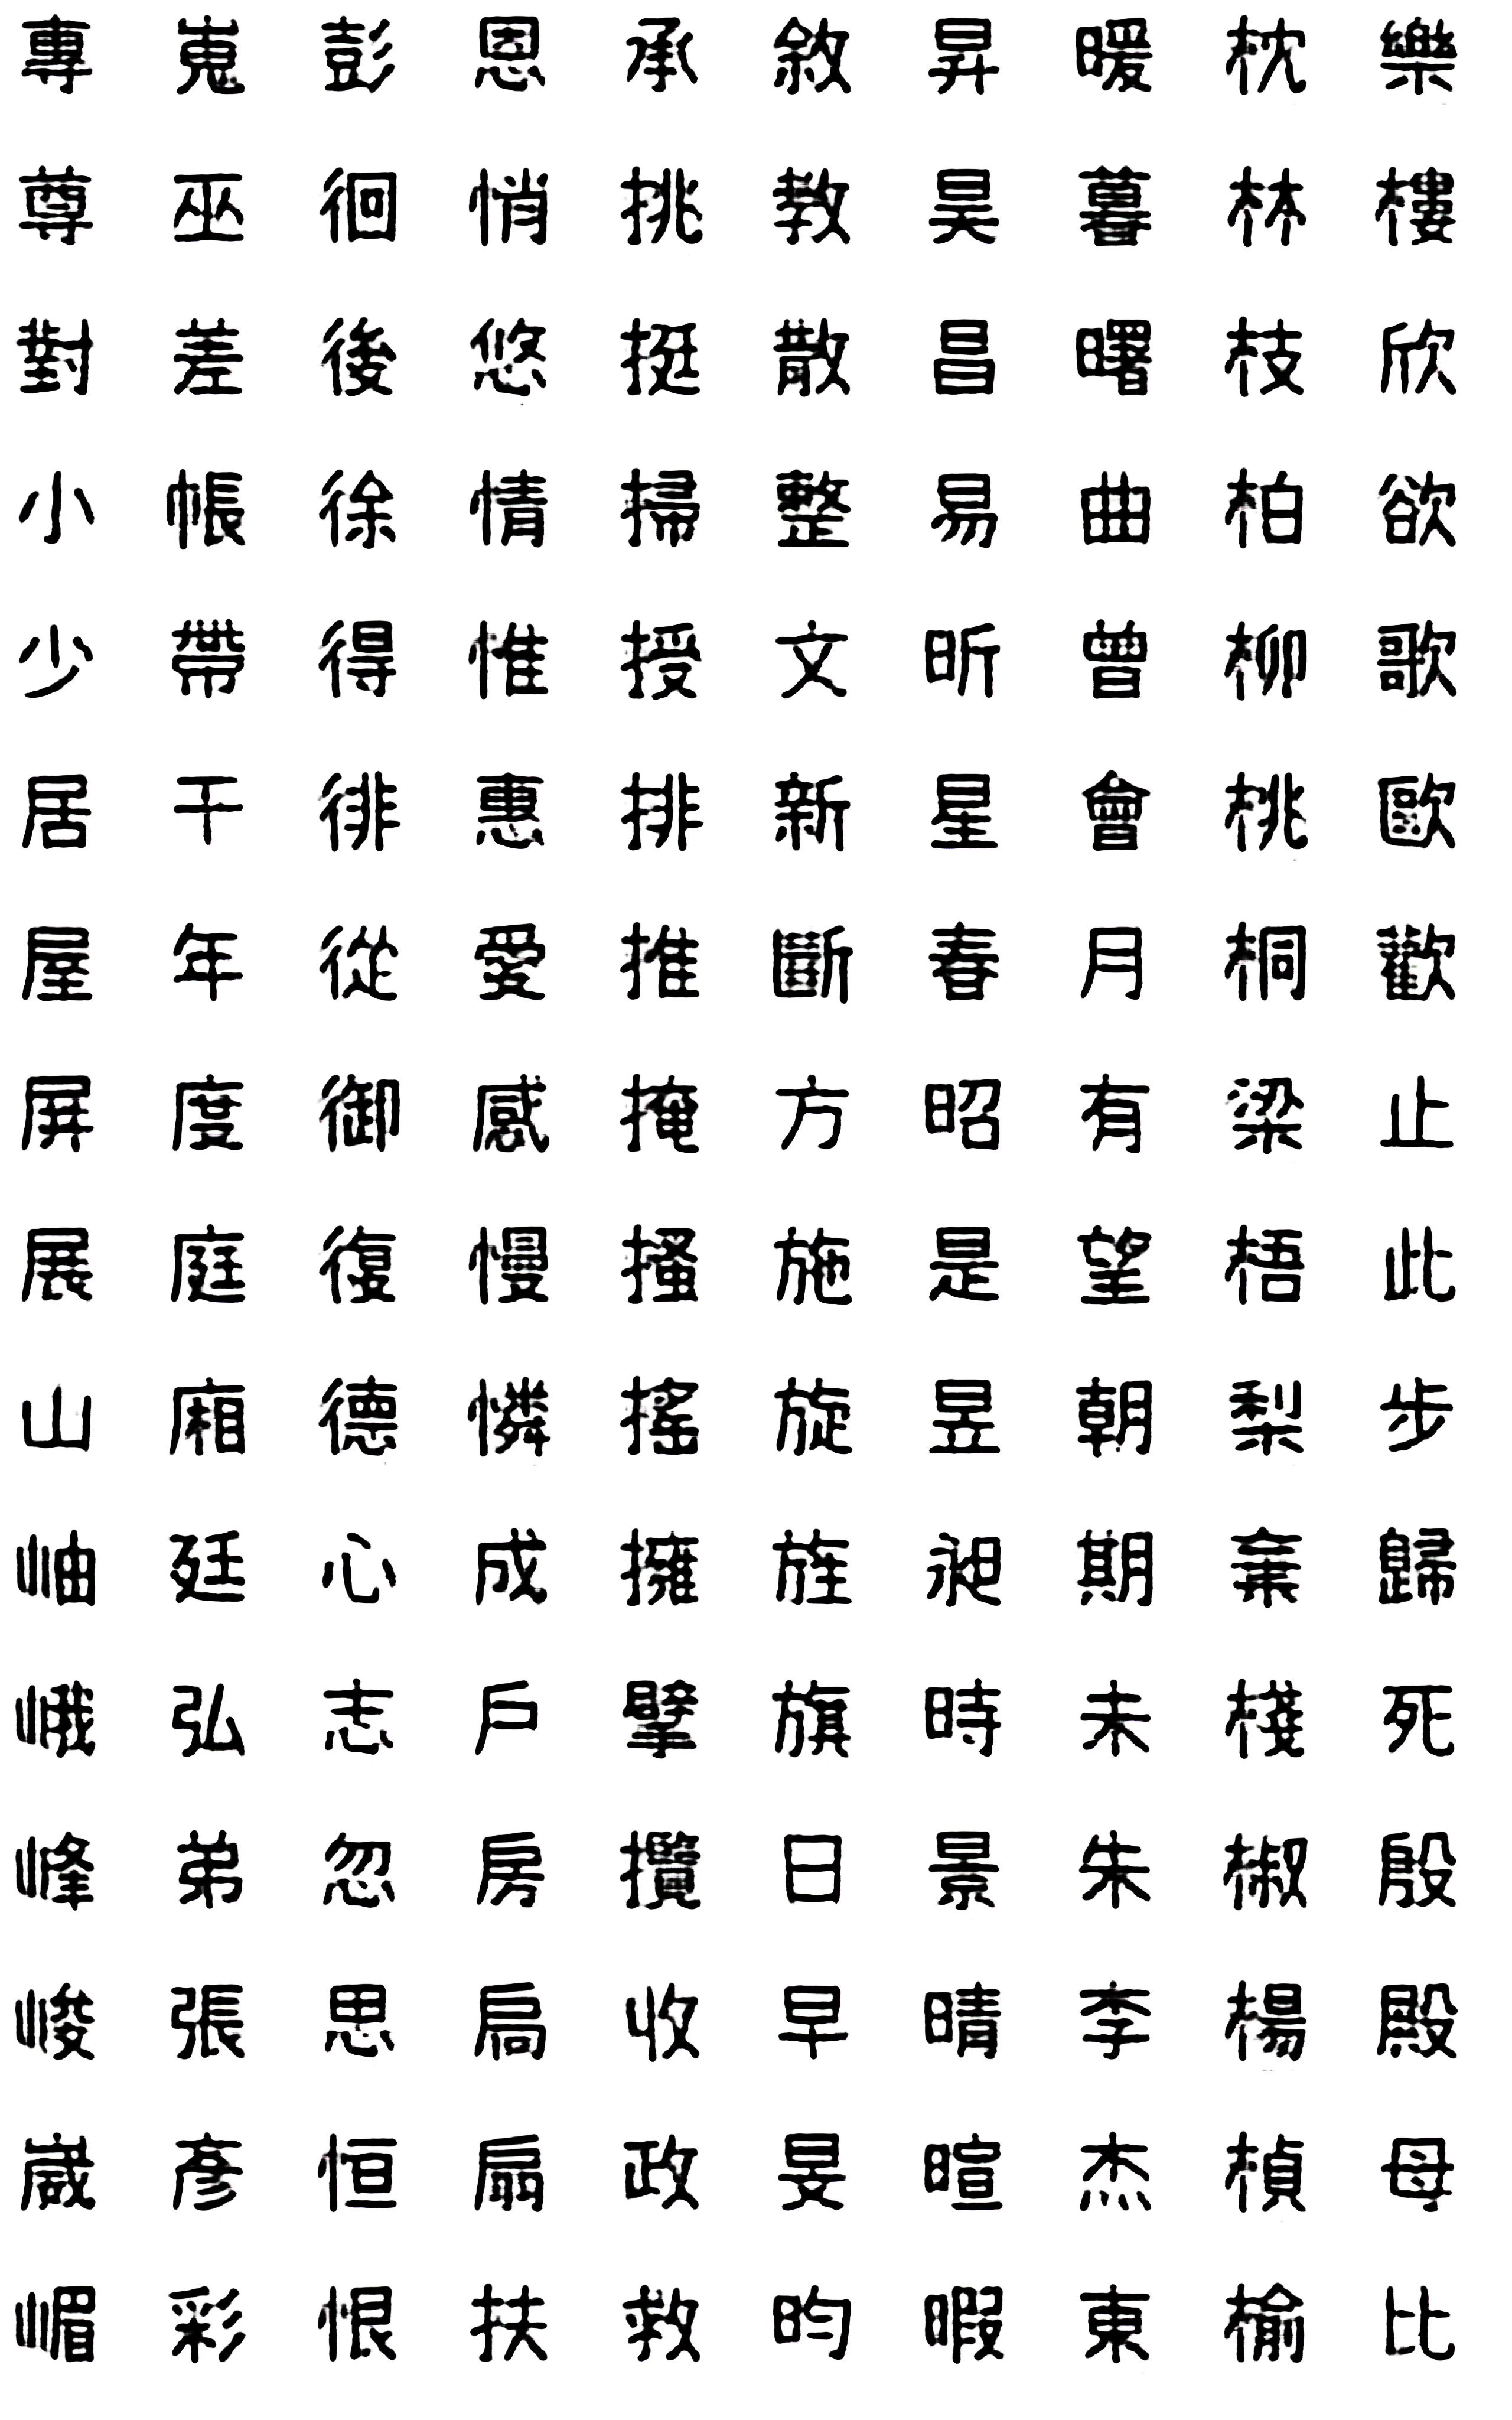 專尊對小少居屋屏展山岫峨峰峻崴嵋
嵬巫差帳帶干年度庭廂廷弘弟張彥彩
彭徊後徐得徘從御復德心志忽思恒恨
恩悄悠情惟惠愛感慢憐成戶房扃扇扶
承挑挺掃授排推掩搔搖擁擘攬收政救
敘教散整文新斷方施旋旌旗日早旻昀
昇昊昌易昕星春昭是昱昶時景晴暄暇
暖暮曙曲曾會月有望朝期未朱李杰東
枕林枝柏柳桃桐梁梧梨棄棧椒楊楨榆
樂樓欣欲歌歐歡止此步歸死殷殿母比